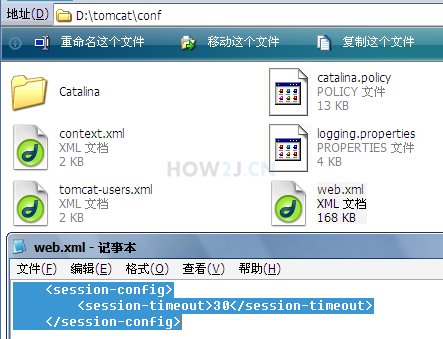 地址(D) D:\tomcat\conf
重命名这个文件 移动这个文件 复制这个文件
Catalina
catalina.policy
POLICY 文件
13 KB
context.xml
XML 文档
2 KB
logging.properties
PROPERTIES 文件
4 KB
HOW2J.CN
tomcat-users.xml
XML 文档
2 KB
web.xml
XML 文档
168 KB
web.xml - 记事本
文件(F) 编辑(E) 格式(O) 查看(V) 帮助(H)
<session-config>
<session-timeout>30</session-timeout>
</session-config>